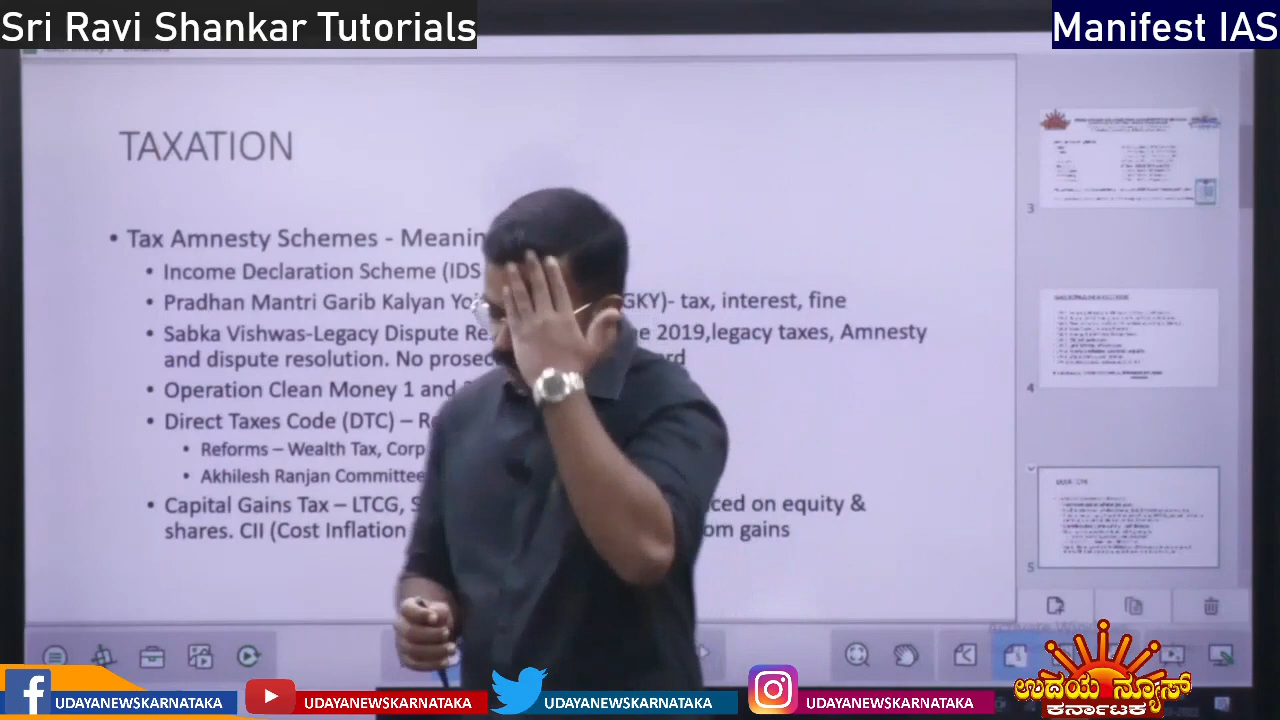 Sri Ravi Shankar Tutorials
Manifest IAS
TAXATION
• Tax Amnesty Schemes - Meanin
• Income Declaration Scheme (IDS
• Pradhan Mantri Garib Kalyan Yo GKY)- tax, interest, fine
• Sabka Vishwas-Legacy Dispute Re e 2019,legacy taxes, Amnesty
and dispute resolution. No prosec rd
• Operation Clean Money 1 and
• Direct Taxes Code (DTC) – R
• Reforms – Wealth Tax, Corp
• Akhilesh Ranjan Committee
• Capital Gains Tax – LTCG, S ced on equity &
shares. CII (Cost Inflation om gains
3
4
5
UDAYANEWSKARNATAKA
UDAYANEWSKARNATAKA
UDAYANEWSKARNATAKA
UDAYANEWSKARNATAKA
ಉದಯ ನ್ಯೂಸ್
ಕರ್ನಾಟಕ